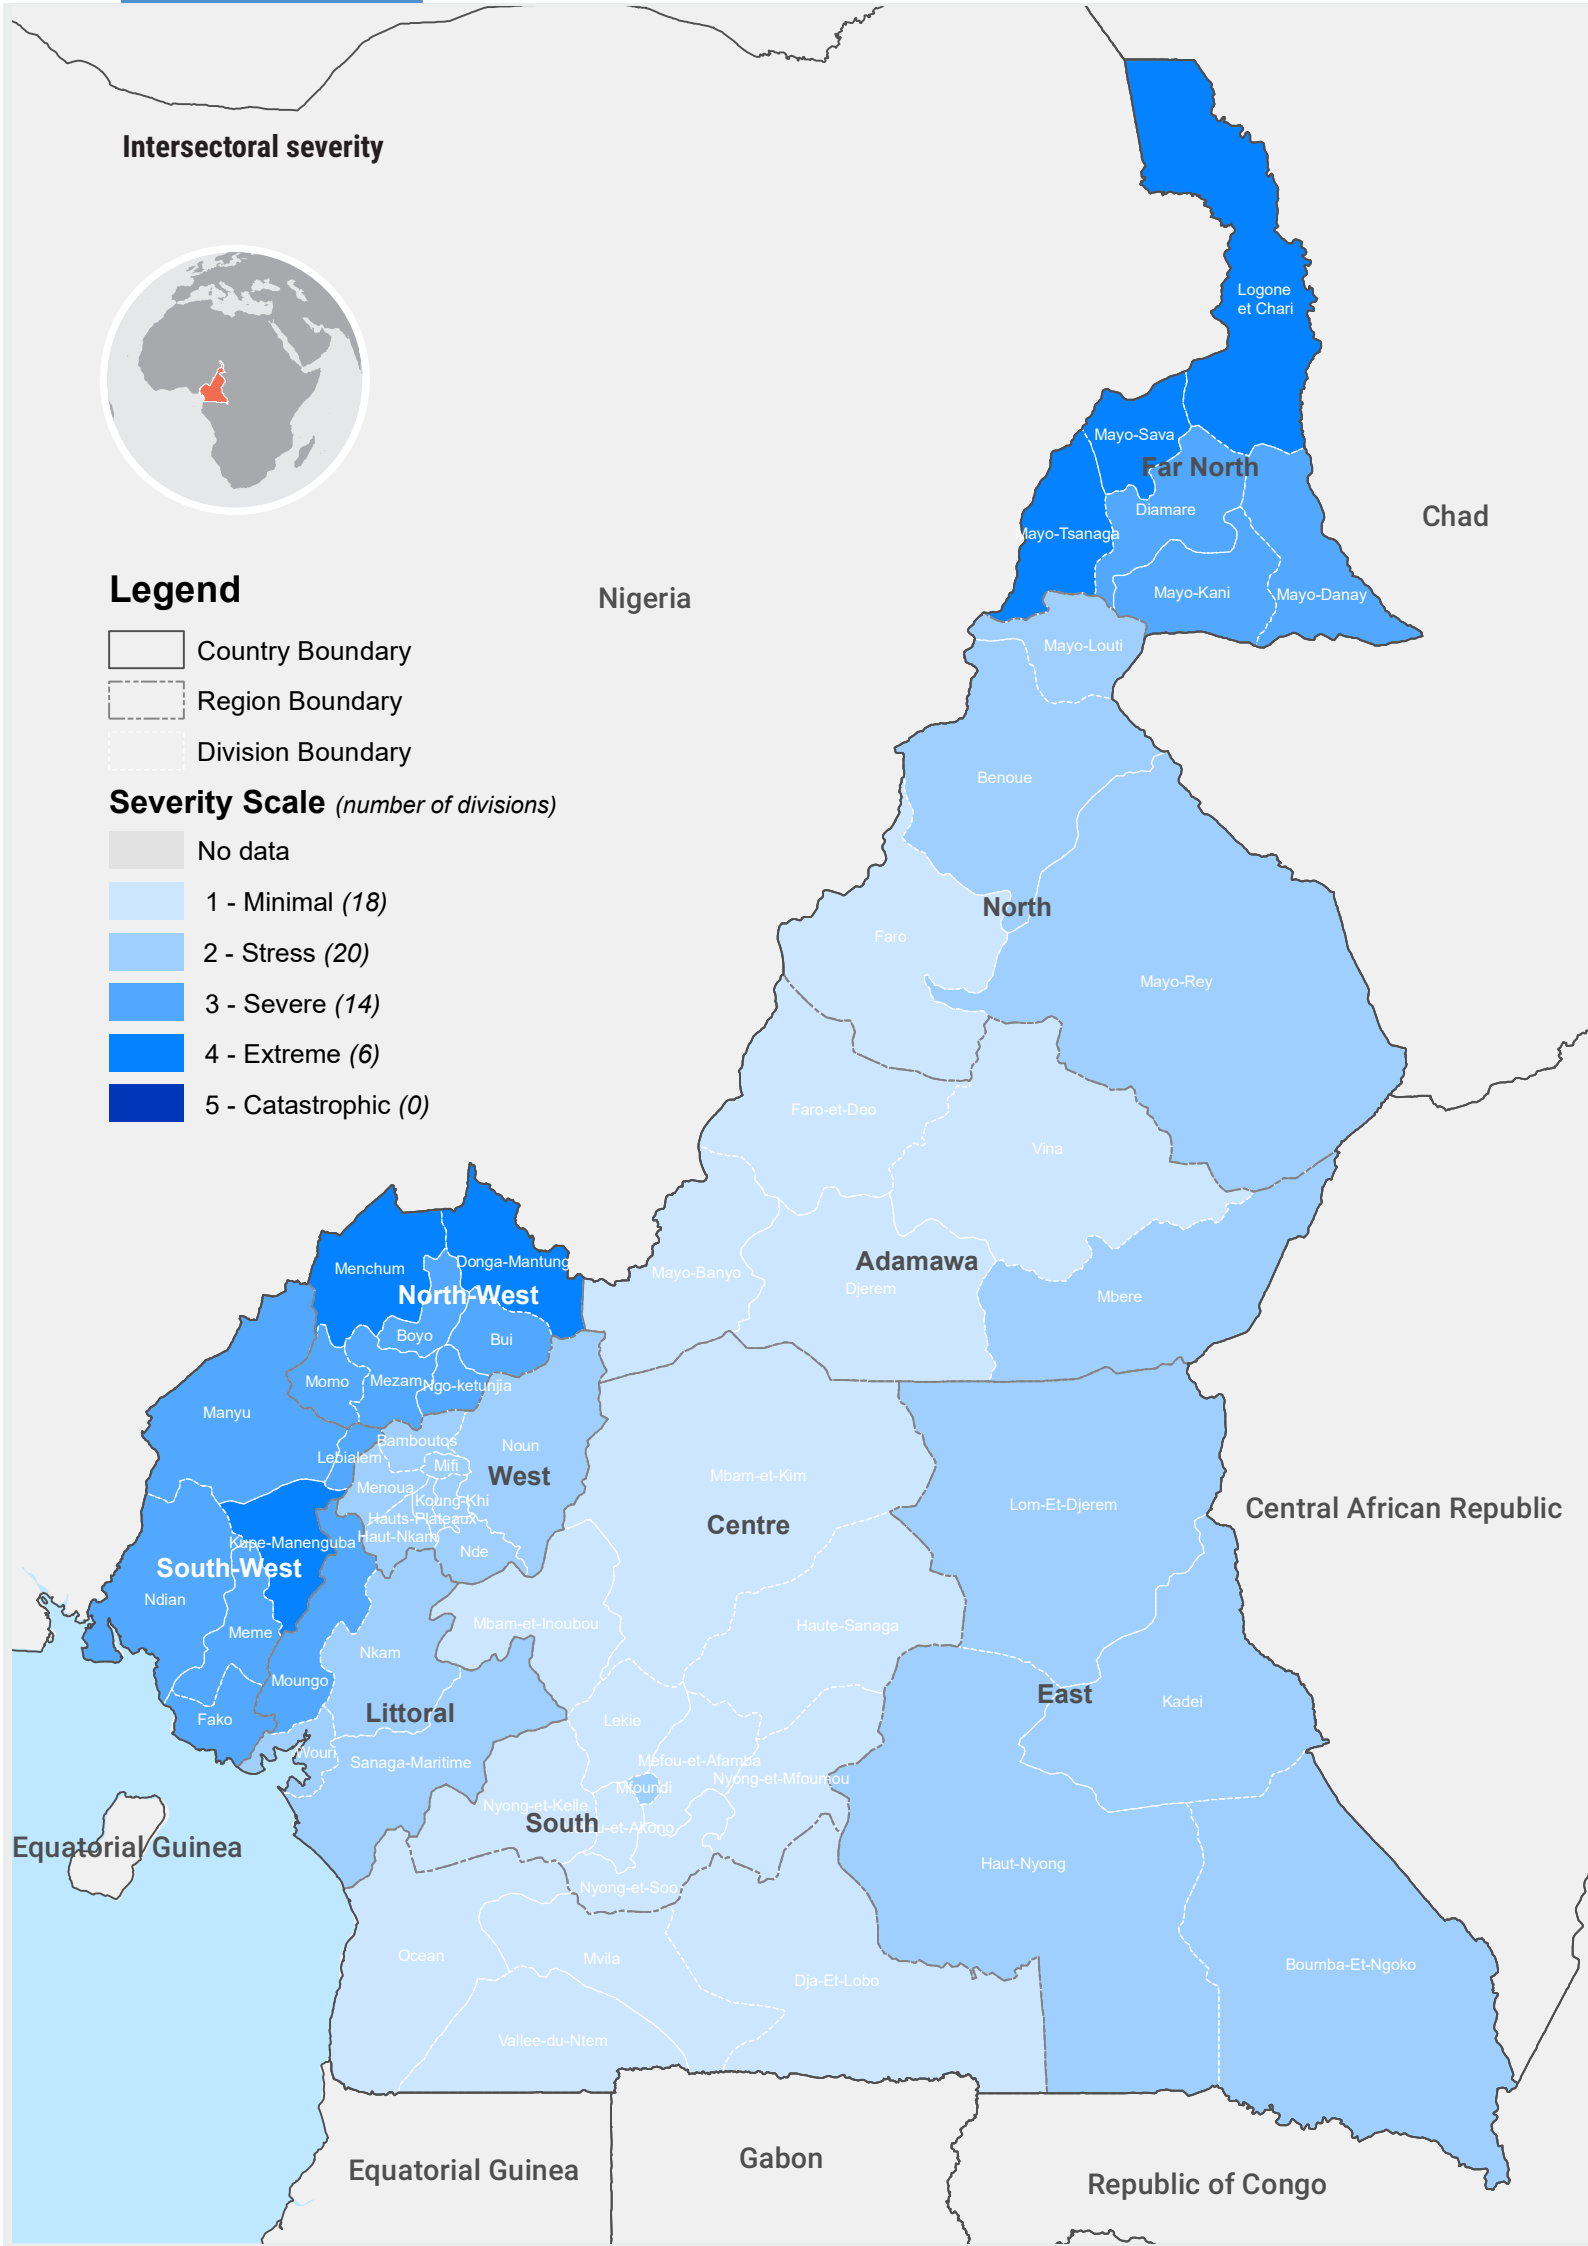 Intersectoral severity
Logone
et Chari
Mayo-Sava
Far North
Diamare
Chad
Mayo-Tsanaga
Legend
Nigeria
Mayo-Kani
Mayo-Danay
Country Boundary
Mayo-Louti
Region Boundary
Division Boundary
Benoue
Severity Scale (number of divisions)
No data
1 - Minimal (18)
North
Faro
2 - Stress (20)
Mayo-Rey
3 - Severe (14)
4 - Extreme (6)
5 - Catastrophic (0)
Faro-et-Deo
Vina
Menchum
Donga-Mantung
Adamawa
Mayo-Banyo
Djerem
North-West
Mbere
Boyo
Bui
Momo
Mezam
Ngo-ketunjia
Manyu
Bamboutos
Noun
Lebialem
Mifi
West
Mbam-et-Kim
Menoua
Koung-Khi
Lom-Et-Djerem
Central African Republic
Hauts-Plateaux
Centre
Haut-Nkam
Kupe-Manenguba
Nde
South-West
Ndian
Mbam-et-Inoubou
Haute-Sanaga
Meme
Nkam
Moungo
East
Kadei
Littoral
Fako
Lekie
Wouri
Sanaga-Maritime
Mefou-et-Afamba
Nyong-et-Mfoumou
Mfoundi
Nyong-et-Kelle
South
u-et-Akono
Equatorial Guinea
Haut-Nyong
Nyong-et-Soo
Ocean
Mvila
Dja-Et-Lobo
Boumba-Et-Ngoko
Vallee-du-Ntem
Equatorial Guinea
Gabon
Republic of Congo